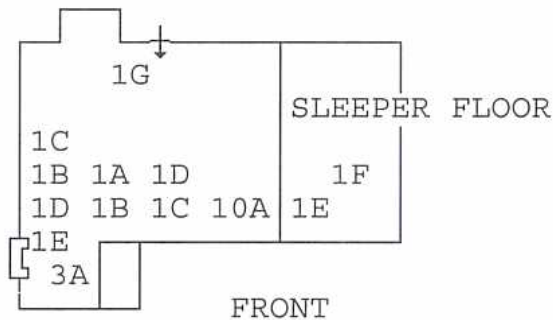 1G
SLEEPER FLOOR
1C
1B 1A 1D 1F
1D 1B 1C 10A 1E
1E
3A
FRONT